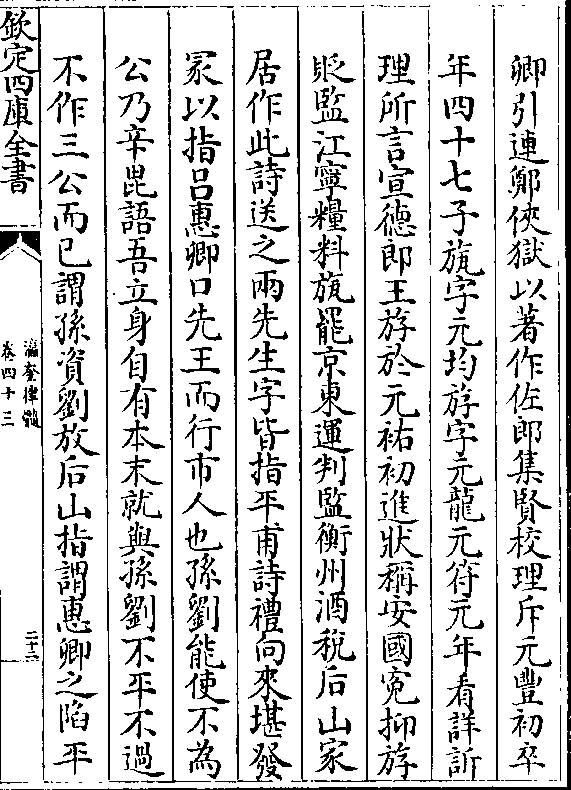 卿引連鄭俠獄以著作佐郎集賢校理斥元豐初卒
年四十七子旊字元均斿字元龍元符元年看詳訴
理所言宣德郎王斿於元祐初進狀稱安國寃抑斿
貶監江寧糧料旊罷京東運判監衡州酒稅后山家
居作此詩送之兩先生字皆指平甫詩禮向來堪發
冢以指呂惠卿口先王而行市人也孫劉能使不為
公乃辛毘語吾立身自有本末就與孫劉不平不過
不作三公而已謂孫資劉放后山指謂惠卿之陷平
欽定四庫全書
瀛奎律髓
卷四十三
二十二